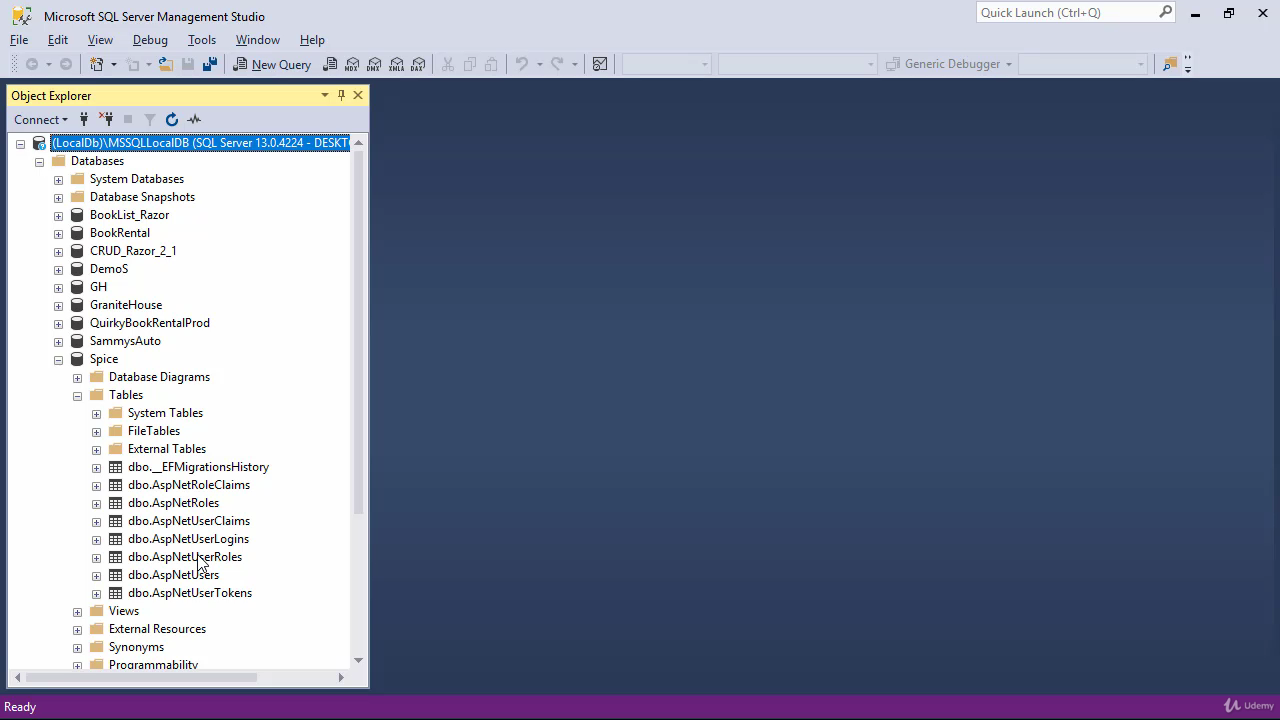 Microsoft SQL Server Management Studio
Quick Launch (Ctrl+Q)
File Edit View Debug Tools Window Help
New Query MDX DMX XMLA DAX Generic Debugger
Object Explorer
Connect
(LocalDb)\MSSQLLocalDB (SQL Server 13.0.4224 - DESKT
Databases
System Databases
Database Snapshots
BookList_Razor
BookRental
CRUD_Razor_2_1
DemoS
GH
GraniteHouse
QuirkyBookRentalProd
SammysAuto
Spice
Database Diagrams
Tables
System Tables
FileTables
External Tables
dbo.__EFMigrationsHistory
dbo.AspNetRoleClaims
dbo.AspNetRoles
dbo.AspNetUserClaims
dbo.AspNetUserLogins
dbo.AspNetUserRoles
dbo.AspNetUsers
dbo.AspNetUserTokens
Views
External Resources
Synonyms
Programmability
Ready
Udemy